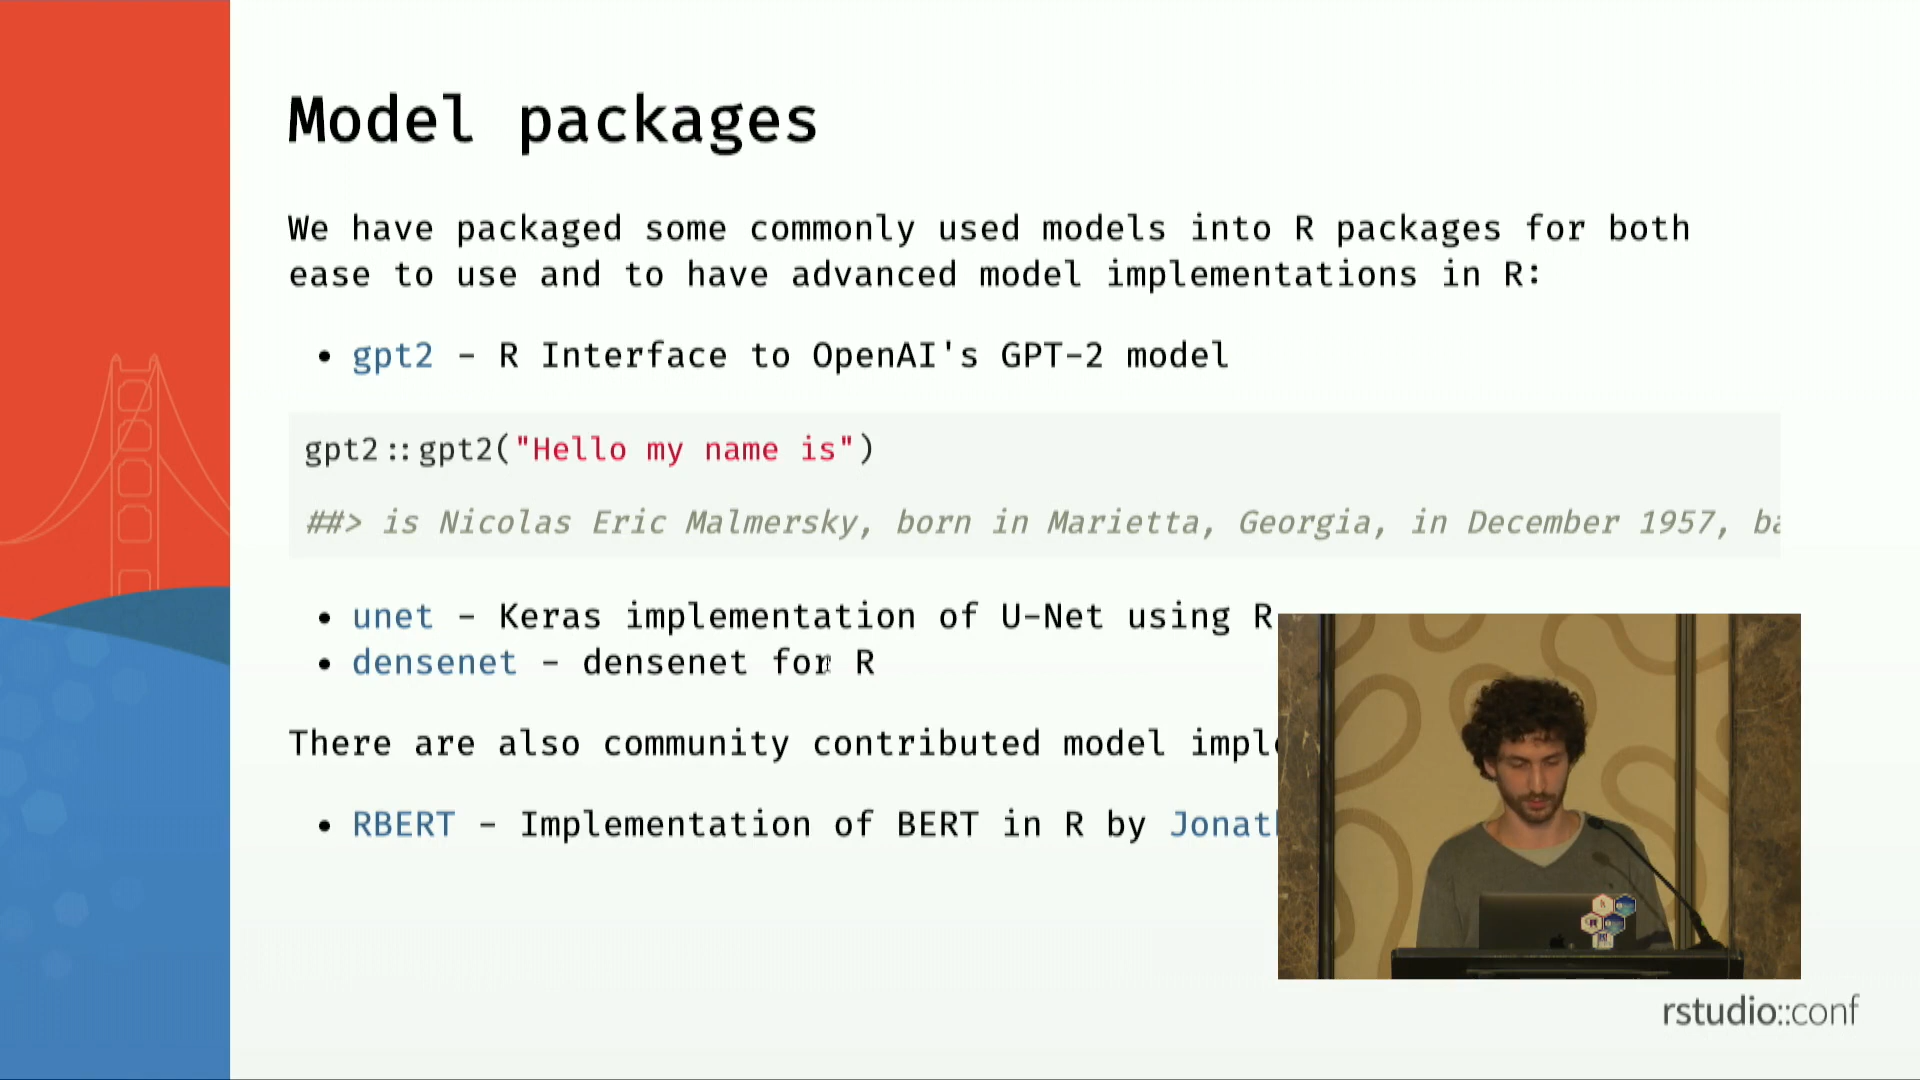 Model packages
We have packaged some commonly used models into R packages for both
ease to use and to have advanced model implementations in R:
• gpt2 - R Interface to OpenAI's GPT-2 model
gpt2::gpt2("Hello my name is")
##> is Nicolas Eric Malmersky, born in Marietta, Georgia, in December 1957,
• unet - Keras implementation of U-Net using R
• densenet - densenet for R
There are also community contributed model
• RBERT - Implementation of BERT in R by
rstudio::conf